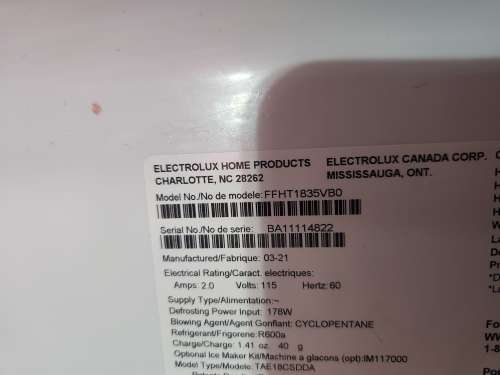 ELECTROLUX HOME PRODUCTS ELECTROLUX CANADA CORP.
CHARLOTTE, NC 28262 MISSISSAUGA, ONT.
Model No./No de modele: FFHT1835VB0
Serial No./No de serie: BA11114822
Manufactured/Fabrique: 03-21
Electrical Rating/Caract. electriques:
Amps: 2.0 Volts: 115 Hertz: 60
Supply Type/Alimentation:~
Defrosting Power Input: 178W
Blowing Agent/Agent Gonflant: CYCLOPENTANE
Refrigerant/Frigorene: R600a
Charge/Charge: 1.41 oz. 40 g
Optional Ice Maker Kit/Machine a glacons (opt):IM117000
Model Type/Modele: TAE18CSDDA